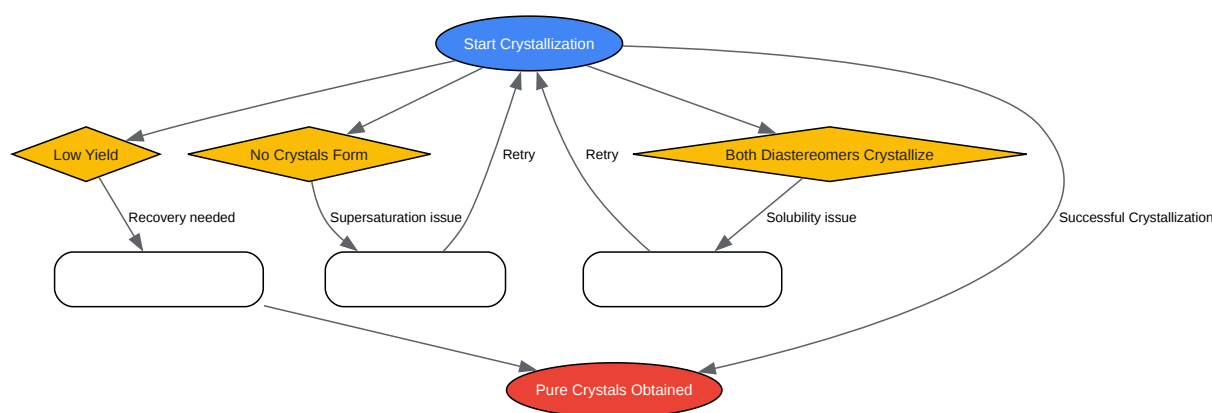 Start Crystallization
Low Yield
No Crystals Form
Retry
Retry
Both Diastereomers Crystallize
Recovery needed
Supersaturation issue
Solubility issue
Successful Crystallization
Pure Crystals Obtained